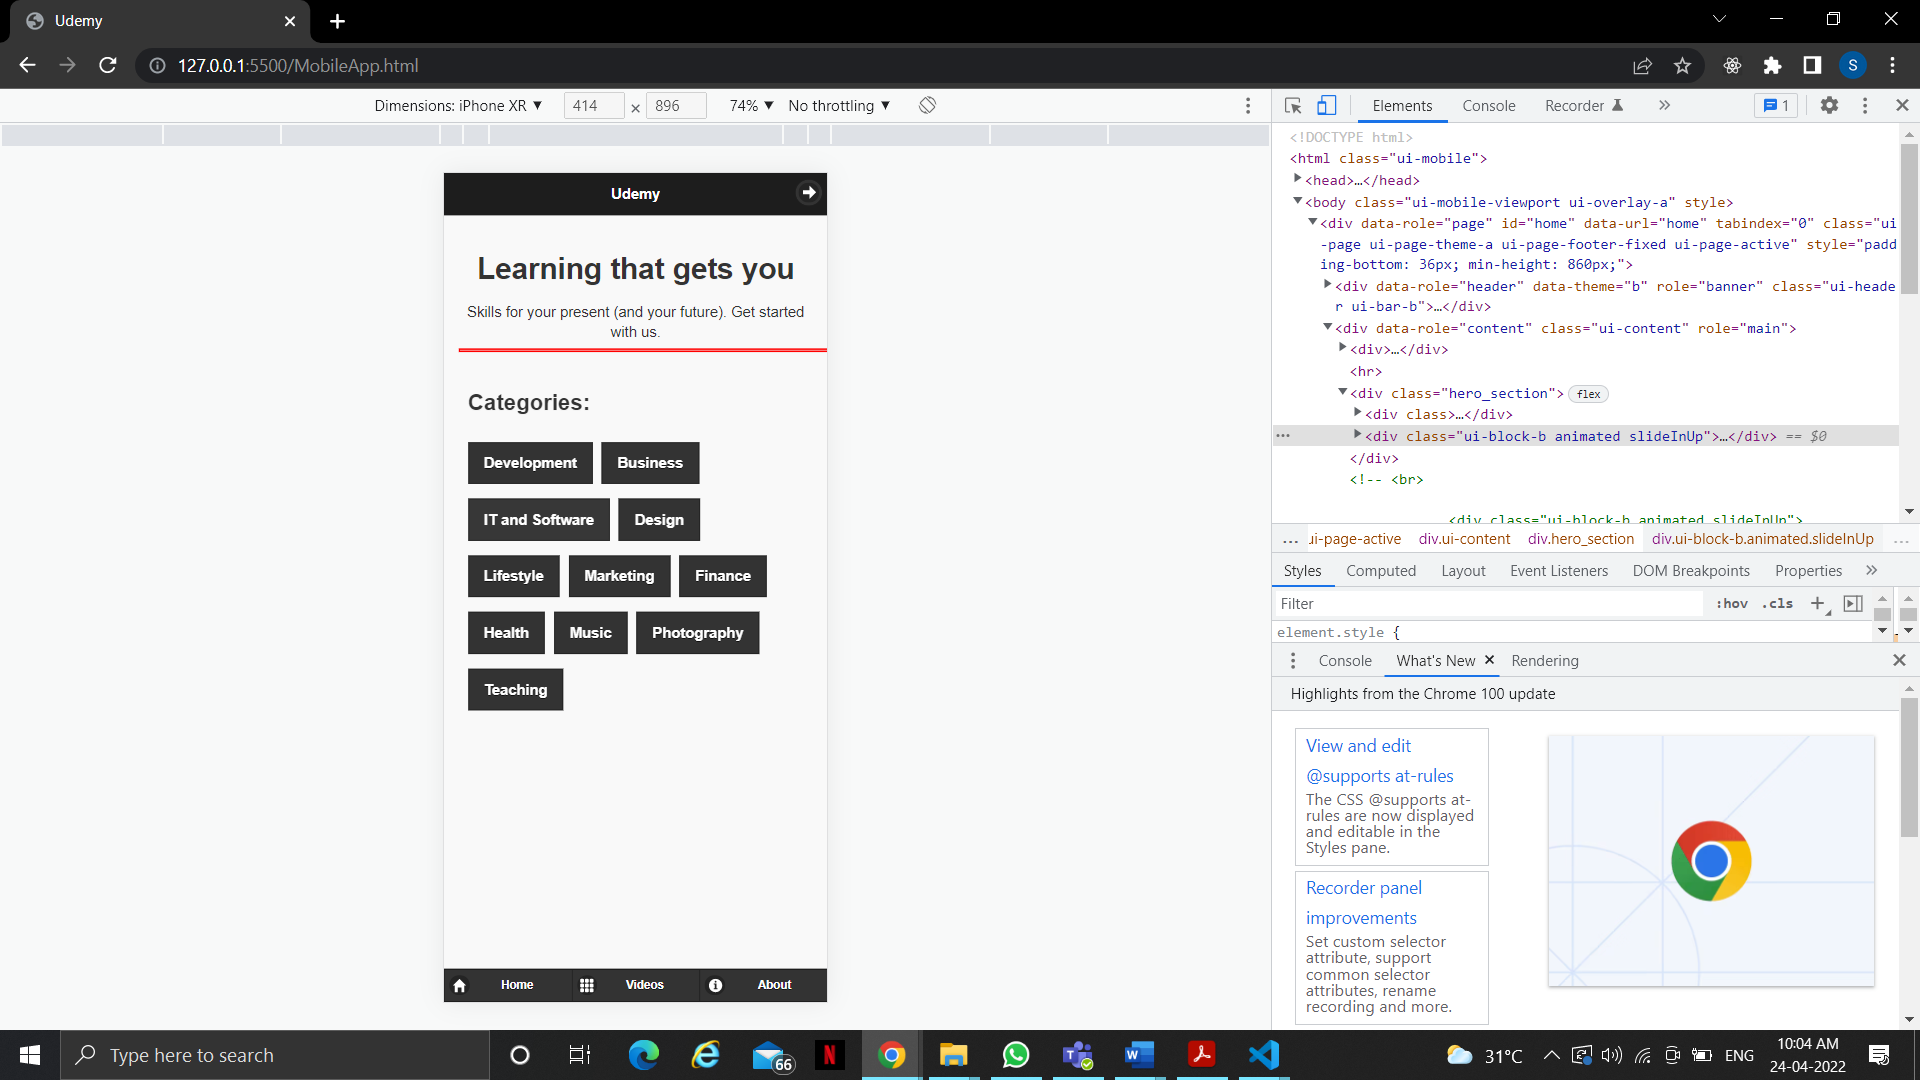 Udemy
127.0.0.1:5500/MobileApp.html
S
Dimensions: iPhone XR ▼ 414 × 896 74% ▼ No throttling ▼
Udemy
Learning that gets you
Skills for your present (and your future). Get started
with us.
Categories:
Development Business
IT and Software Design
Lifestyle Marketing Finance
Health Music Photography
Teaching
Home Videos About
Elements Console Recorder » 1
<!DOCTYPE html>
<html class="ui-mobile">
<head>…</head>
<body class="ui-mobile-viewport ui-overlay-a" style>
<div data-role="page" id="home" data-url="home" tabindex="0" class="ui
-page ui-page-theme-a ui-page-footer-fixed ui-page-active" style="padd
ing-bottom: 36px; min-height: 860px;">
<div data-role="header" data-theme="b" role="banner" class="ui-heade
r ui-bar-b">…</div>
<div data-role="content" class="ui-content" role="main">
<div>…</div>
<hr>
<div class="hero_section"> flex
<div class>…</div>
<div class="ui-block-b animated slideInUp">…</div> == $0
</div>
<!-- <br>
<div class="ui-block-b animated slideInUp">
... ui-page-active div.ui-content div.hero_section div.ui-block-b.animated.slideInUp ...
Styles Computed Layout Event Listeners DOM Breakpoints Properties »
Filter :hov .cls +
element.style {
Console What's New × Rendering
Highlights from the Chrome 100 update
View and edit
@supports at-rules
The CSS @supports at-
rules are now displayed
and editable in the
Styles pane.
Recorder panel
improvements
Set custom selector
attribute, support
common selector
attributes, rename
recording and more.
Type here to search
66
N
31°C
ENG
10:04 AM
24-04-2022